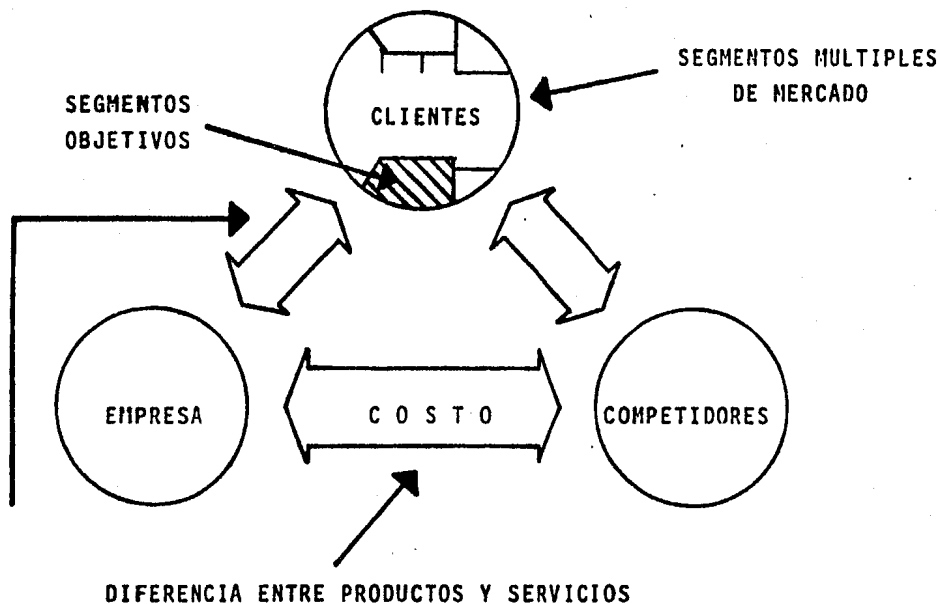 SEGMENTOS MULTIPLES
DE MERCADO
SEGMENTOS
OBJETIVOS
CLIENTES
EMPRESA
C O S T O
COMPETIDORES
DIFERENCIA ENTRE PRODUCTOS Y SERVICIOS